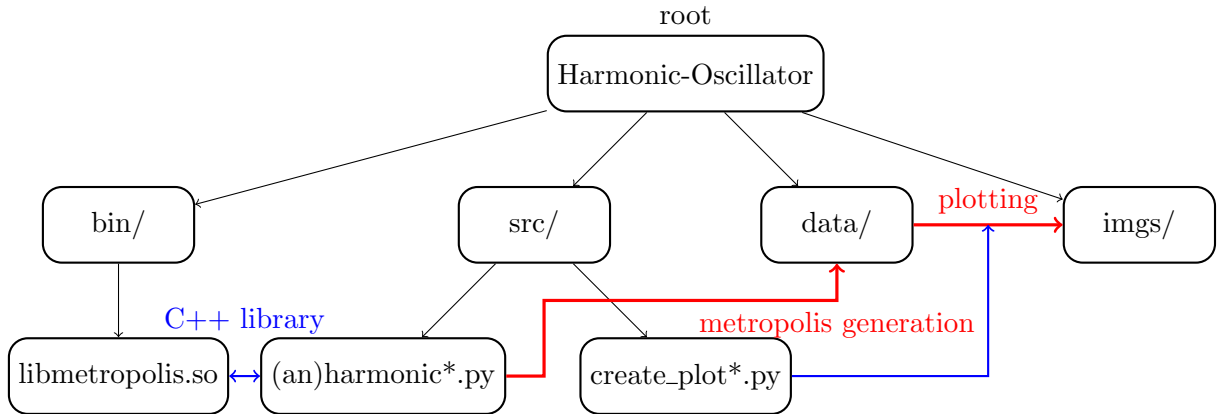 root
Harmonic-Oscillator
plotting
bin/
src/
data/
imgs/
C++ library
metropolis generation
libmetropolis.so
(an)harmonic*.py
create_plot*.py